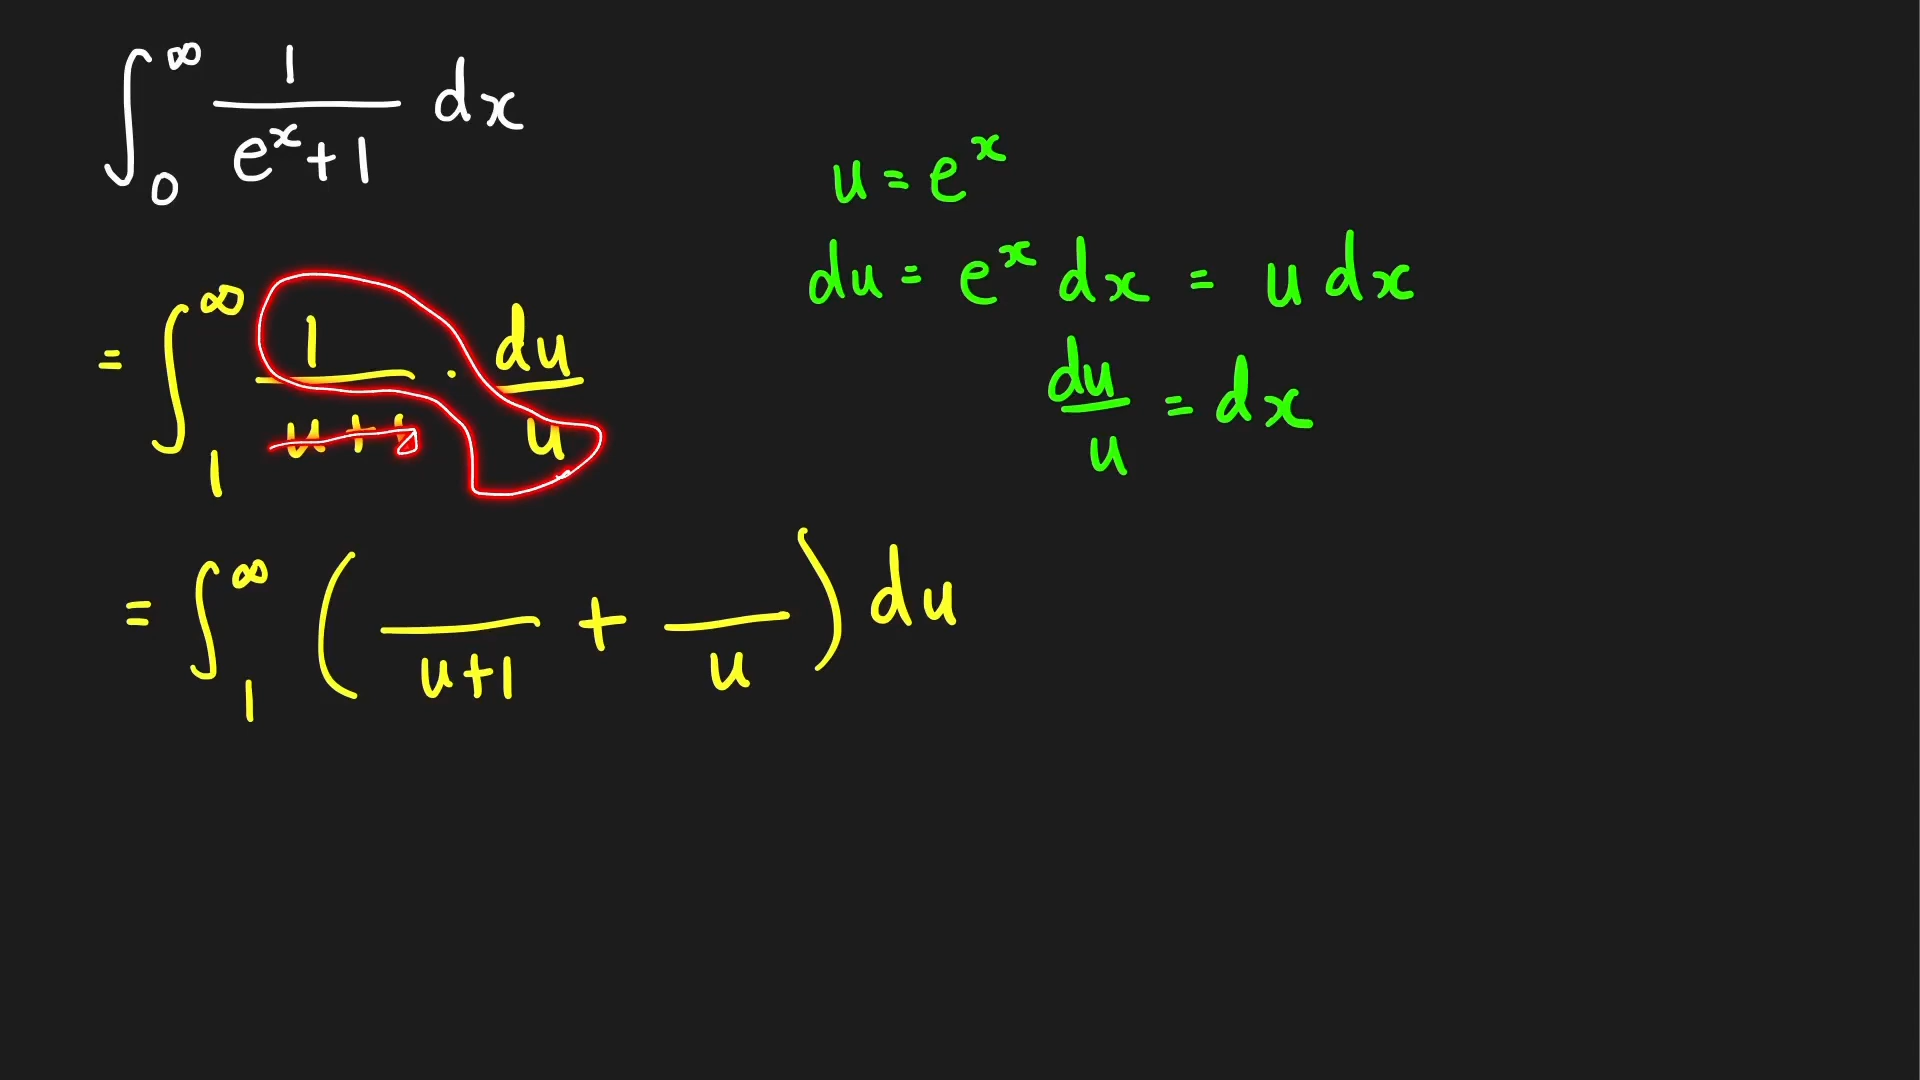 ∫₀^∞ 1/(eˣ+1) dx
u = eˣ
du = eˣ dx = u dx
= ∫₁^∞ 1/(u+1) · du/u
du/u = dx
= ∫₁^∞ ( /(u+1) + /u ) du